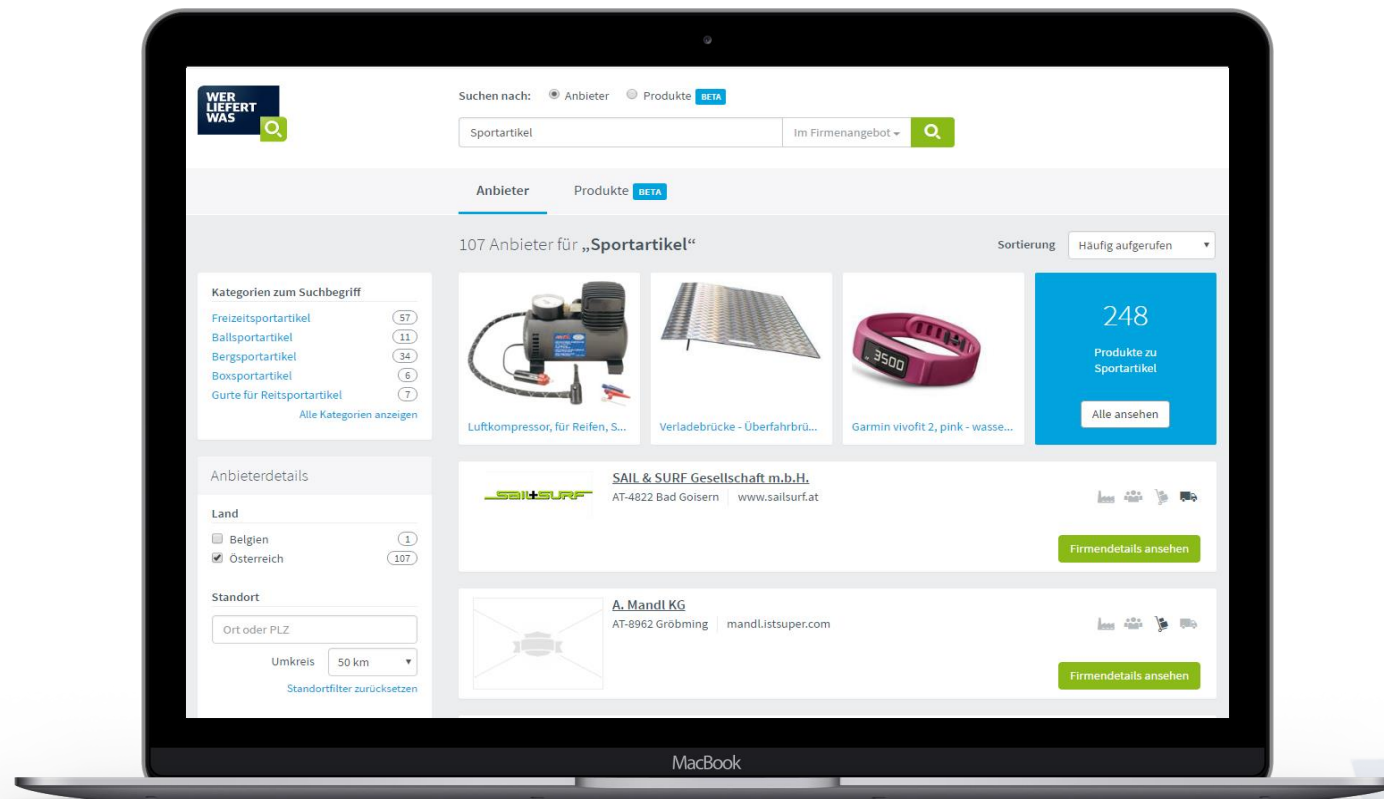 WER
LIEFERT
WAS
Suchen nach: Anbieter Produkte BETA
Sportartikel Im Firmenangebot
Anbieter Produkte BETA
107 Anbieter für „Sportartikel“
Sortierung Häufig aufgerufen
Kategorien zum Suchbegriff
Freizeitsportartikel 57
Ballsportartikel 11
Bergsportartikel 34
Boxsportartikel 6
Gurte für Reitsportartikel 7
Alle Kategorien anzeigen
3500
Luftkompressor, für Reifen, S...
Verladebrücke - Überfahrbrü...
Garmin vivofit 2, pink - wasse...
248
Produkte zu
Sportartikel
Alle ansehen
Anbieterdetails
Land
Belgien 1
Österreich 107
Standort
Ort oder PLZ
Umkreis 50 km
Standortfilter zurücksetzen
sail+surf
SAIL & SURF Gesellschaft m.b.H.
AT-4822 Bad Goisern www.sailsurf.at
Firmendetails ansehen
A. Mandl KG
AT-8962 Gröbming mandl.istsuper.com
Firmendetails ansehen
MacBook